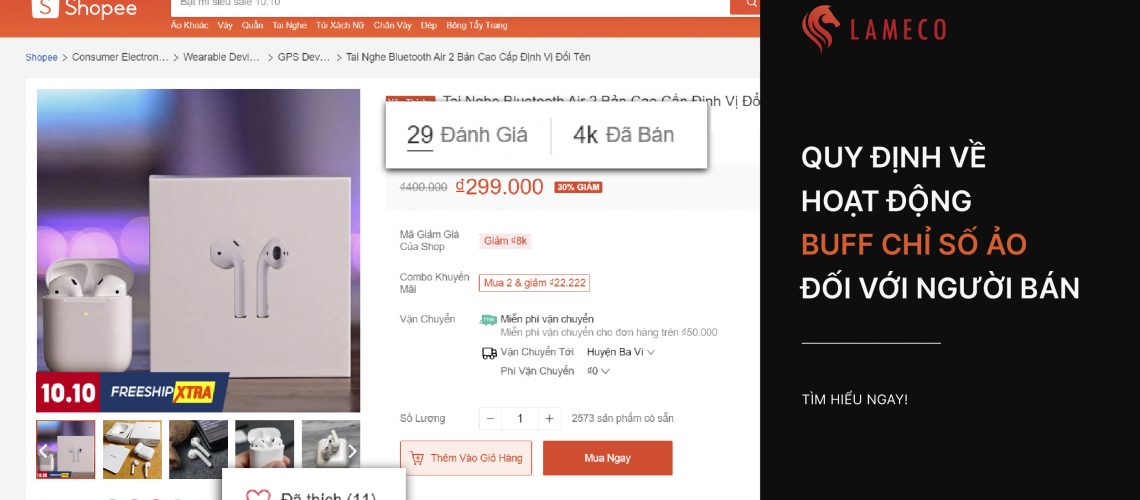 Shopee
Bật mí siêu sale 10.10
Áo Khoác Váy Quần Tai Nghe Túi Xách Nữ Chân Váy Dép Bông Tẩy Trang
Shopee > Consumer Electron... > Wearable Devi... > GPS Dev... > Tai Nghe Bluetooth Air 2 Bản Cao Cấp Định Vị Đổi Tên
Tai Nghe Bluetooth Air 2 Bản Cao Cấp Định Vị Đổ
29 Đánh Giá 4k Đã Bán
₫400.000 ₫299.000 30% GIẢM
Mã Giảm Giá
Của Shop
Giảm ₫8k
Combo Khuyến
Mãi
Mua 2 & giảm ₫22.222
Vận Chuyển
Free
Miễn phí vận chuyển
Miễn phí vận chuyển cho đơn hàng trên ₫50.000
Vận Chuyển Tới Huyện Ba Vì
Phí Vận Chuyển ₫0
Số Lượng − 1 + 2573 sản phẩm có sẵn
Thêm Vào Giỏ Hàng Mua Ngay
10.10 FREESHIP XTRA
10.10
Đã thích (11)
LAMECO
QUY ĐỊNH VỀ
HOẠT ĐỘNG
BUFF CHỈ SỐ ẢO
ĐỐI VỚI NGƯỜI BÁN
TÌM HIỂU NGAY!